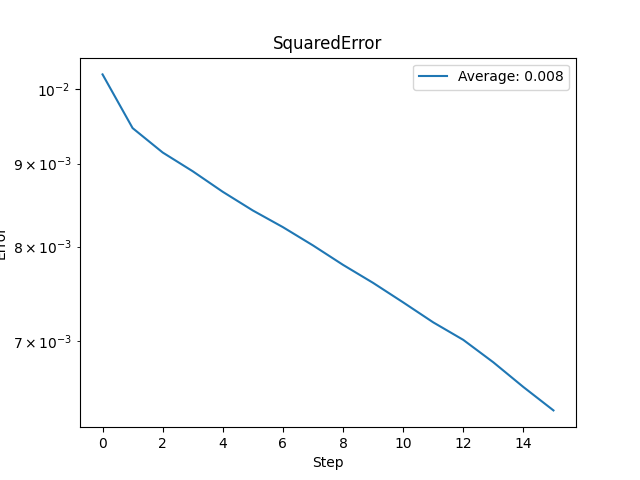 SquaredError
Average: 0.008
10⁻²
9 × 10⁻³
8 × 10⁻³
7 × 10⁻³
Error
0 2 4 6 8 10 12 14
Step